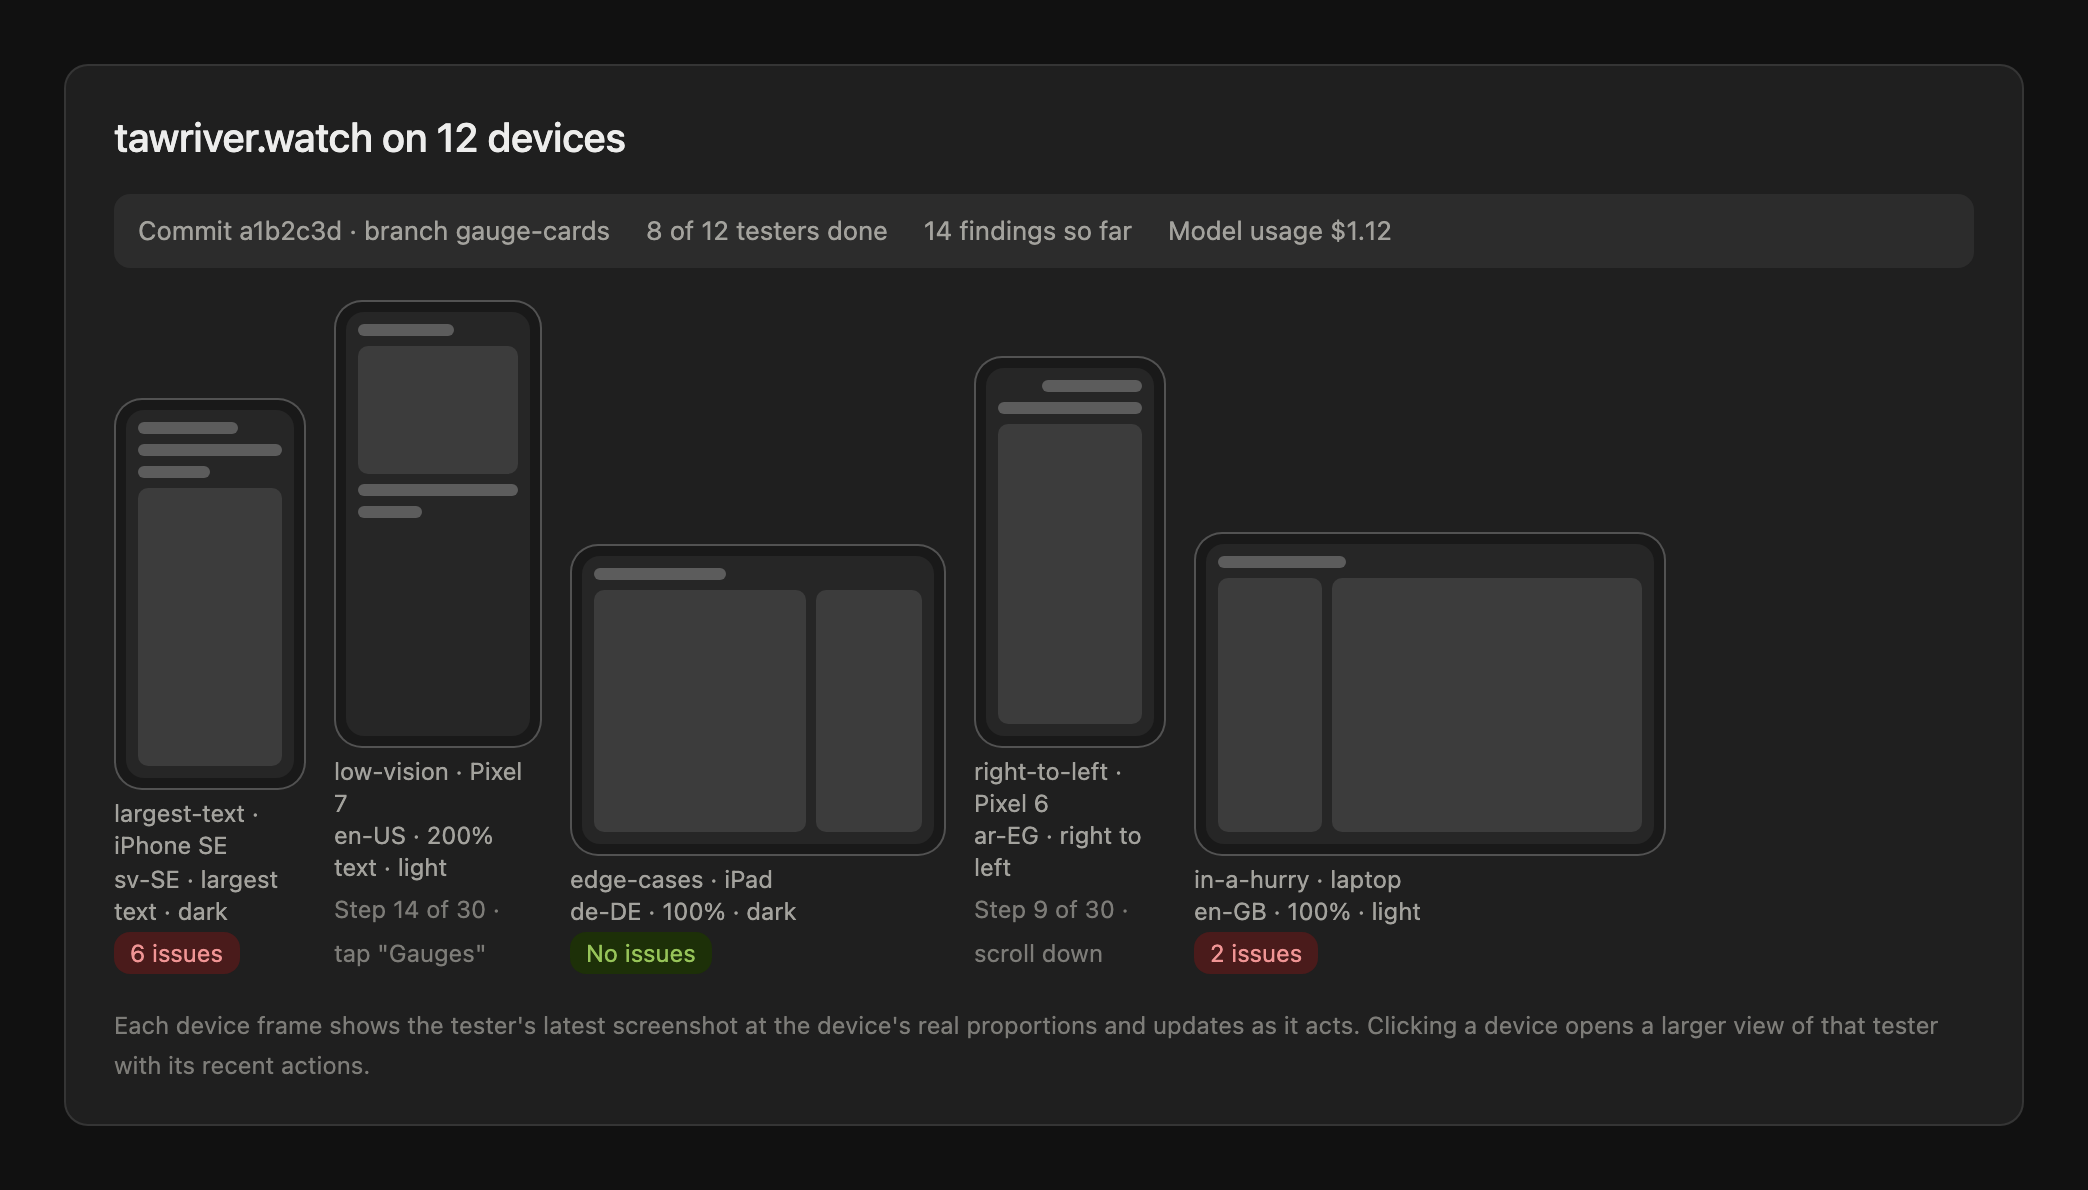 tawriver.watch on 12 devices
Commit a1b2c3d · branch gauge-cards 8 of 12 testers done 14 findings so far Model usage $1.12
largest-text ·
iPhone SE
sv-SE · largest
text · dark
6 issues
low-vision · Pixel
7
en-US · 200%
text · light
Step 14 of 30 ·
tap "Gauges"
edge-cases · iPad
de-DE · 100% · dark
No issues
right-to-left ·
Pixel 6
ar-EG · right to
left
Step 9 of 30 ·
scroll down
in-a-hurry · laptop
en-GB · 100% · light
2 issues
Each device frame shows the tester's latest screenshot at the device's real proportions and updates as it acts. Clicking a device opens a larger view of that tester
with its recent actions.